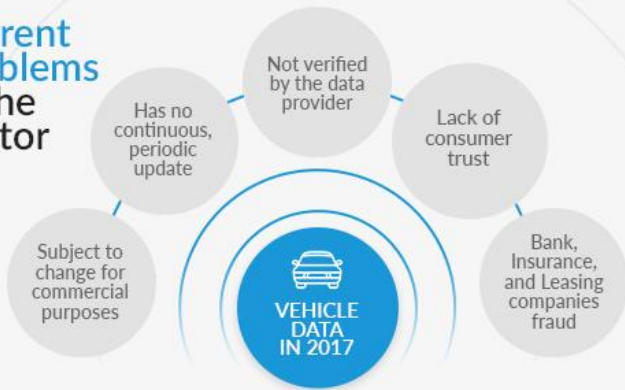 rent
blems
he
tor
Not verified
by the data
provider
Has no
continuous,
periodic
update
Lack of
consumer
trust
Subject to
change for
commercial
purposes
Bank,
Insurance,
and Leasing
companies
fraud
VEHICLE
DATA
IN 2017